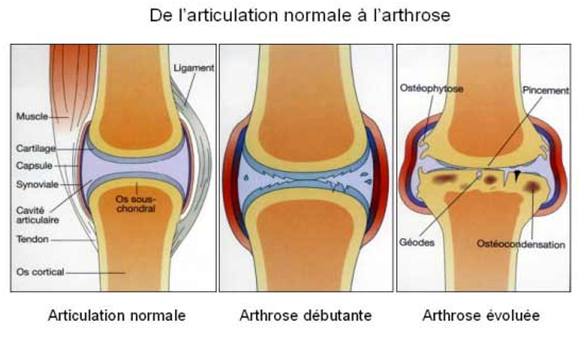 De l'articulation normale à l'arthrose
Ligament
Muscle
Cartilage
Capsule
Synoviale
Cavité
articulaire
Tendon
Os cortical
Os sous-
chondral
Ostéophytose
Pincement
Géodes
Ostéocondensation
Articulation normale
Arthrose débutante
Arthrose évoluée